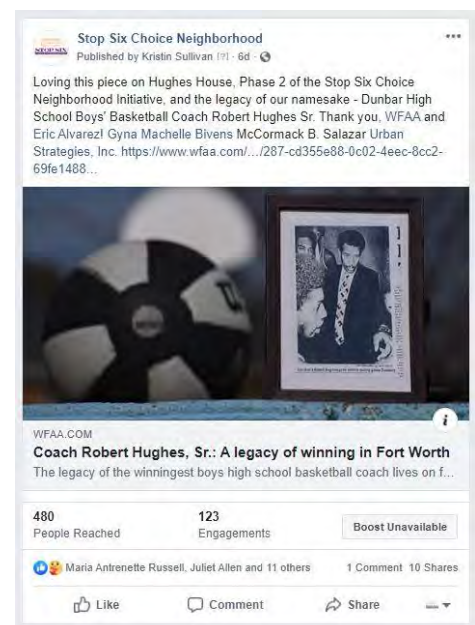 STOP SIX
Stop Six Choice Neighborhood
Published by Kristin Sullivan [?] · 6d ·
Loving this piece on Hughes House, Phase 2 of the Stop Six Choice
Neighborhood Initiative, and the legacy of our namesake - Dunbar High
School Boys' Basketball Coach Robert Hughes Sr. Thank you, WFAA and
Eric Alvarez! Gyna Machelle Bivens McCormack B. Salazar Urban
Strategies, Inc. https://www.wfaa.com/.../287-cd355e88-0c02-4eec-8cc2-
69fe1488...
WFAA.COM
Coach Robert Hughes, Sr.: A legacy of winning in Fort Worth
The legacy of the winningest boys high school basketball coach lives on f...
480
People Reached
123
Engagements
Boost Unavailable
Maria Antrenette Russell, Juliet Allen and 11 others
1 Comment 10 Shares
Like
Comment
Share